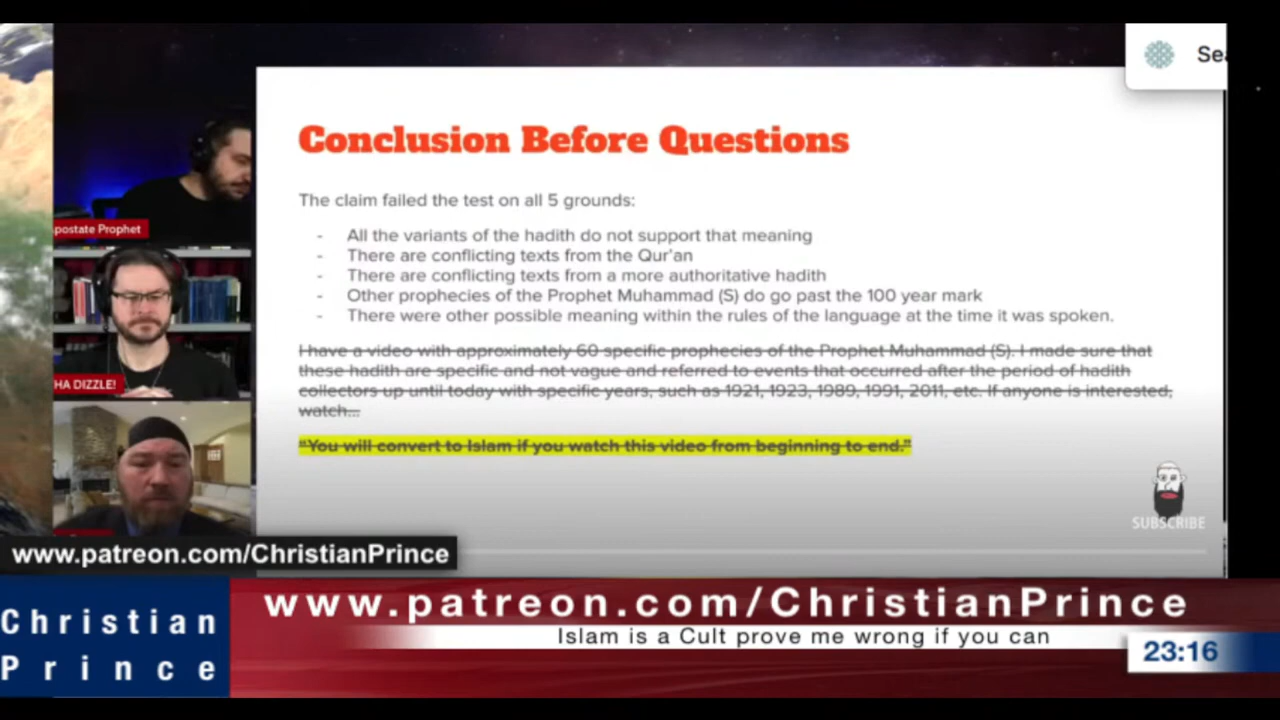 Sea
Conclusion Before Questions
The claim failed the test on all 5 grounds:
- All the variants of the hadith do not support that meaning
- There are conflicting texts from the Qur'an
- There are conflicting texts from a more authoritative hadith
- Other prophecies of the Prophet Muhammad (S) do go past the 100 year mark
- There were other possible meaning within the rules of the language at the time it was spoken.
I have a video with approximately 60 specific prophecies of the Prophet Muhammad (S). I made sure that
these hadith are specific and not vague and referred to events that occurred after the period of hadith
collectors up until today with specific years, such as 1921, 1923, 1989, 1991, 2011, etc. If anyone is interested,
watch...
"You will convert to Islam if you watch this video from beginning to end."
postate Prophet
HA DIZZLE!
SUBSCRIBE
www.patreon.com/ChristianPrince
www.patreon.com/ChristianPrince
Islam is a Cult prove me wrong if you can
Christian
Prince
23:16